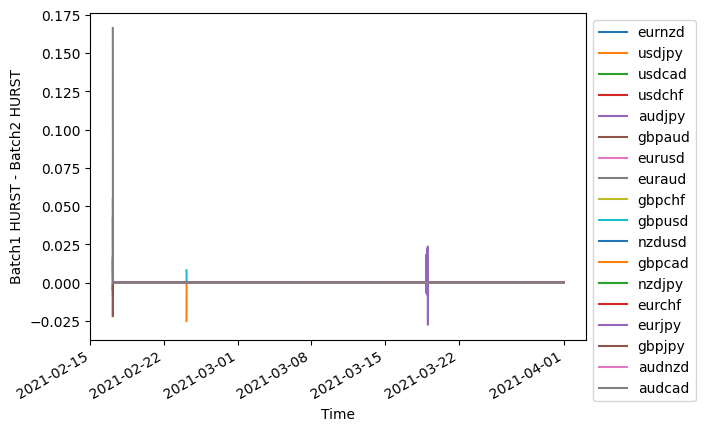 0.175
0.150
0.125
0.100
0.075
0.050
0.025
0.000
−0.025
Batch1 HURST - Batch2 HURST
2021-02-15
2021-02-22
2021-03-01
2021-03-08
2021-03-15
2021-03-22
2021-04-01
Time
eurnzd
usdjpy
usdcad
usdchf
audjpy
gbpaud
eurusd
euraud
gbpchf
gbpusd
nzdusd
gbpcad
nzdjpy
eurchf
eurjpy
gbpjpy
audnzd
audcad